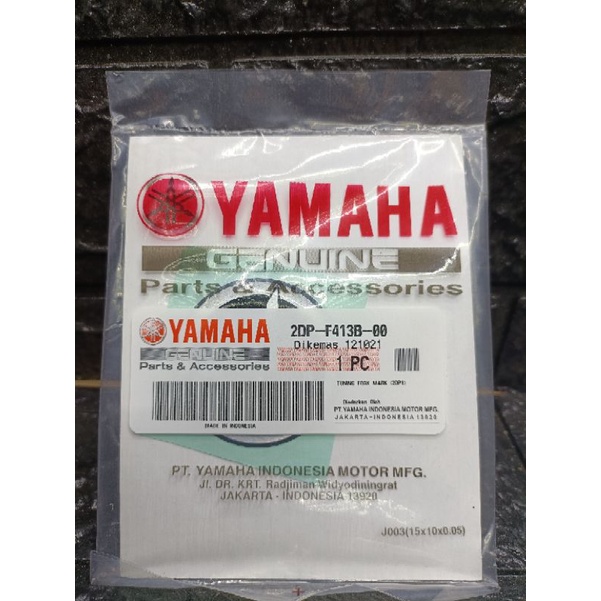 YAMAHA
GENUINE
Parts & Accessories
YAMAHA
GENUINE
Parts & Accessories
2DP-F413B-00
Dikemas 121021
1 PC
TUNING FORK MARK (2DP1)
Diedarkan Oleh
PT YAMAHA INDONESIA MOTOR MFG.
JAKARTA-INDONESIA 13920
MADE IN INDONESIA
PT. YAMAHA INDONESIA MOTOR MFG.
Jl. DR. KRT. Radjiman Widyodiningrat
JAKARTA - INDONESIA 13920
J003(15x10x0.05)